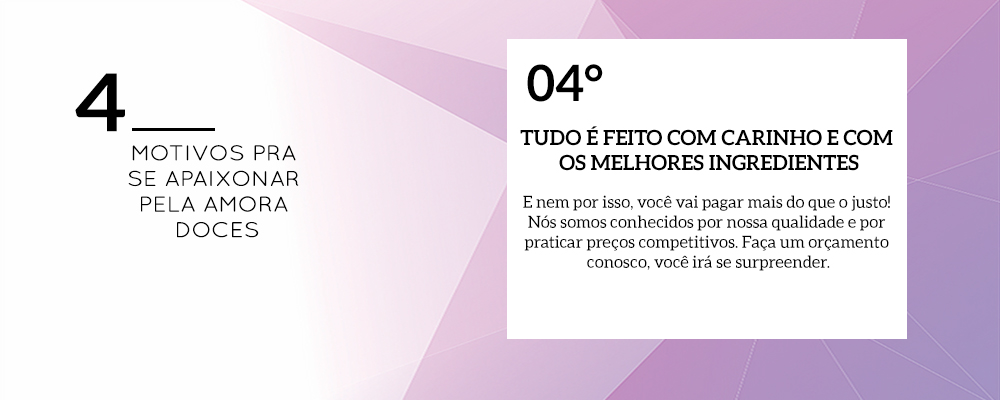 4
MOTIVOS PRA
SE APAIXONAR
PELA AMORA
DOCES
04°
TUDO É FEITO COM CARINHO E COM
OS MELHORES INGREDIENTES
E nem por isso, você vai pagar mais do que o justo!
Nós somos conhecidos por nossa qualidade e por
praticar preços competitivos. Faça um orçamento
conosco, você irá se surpreender.